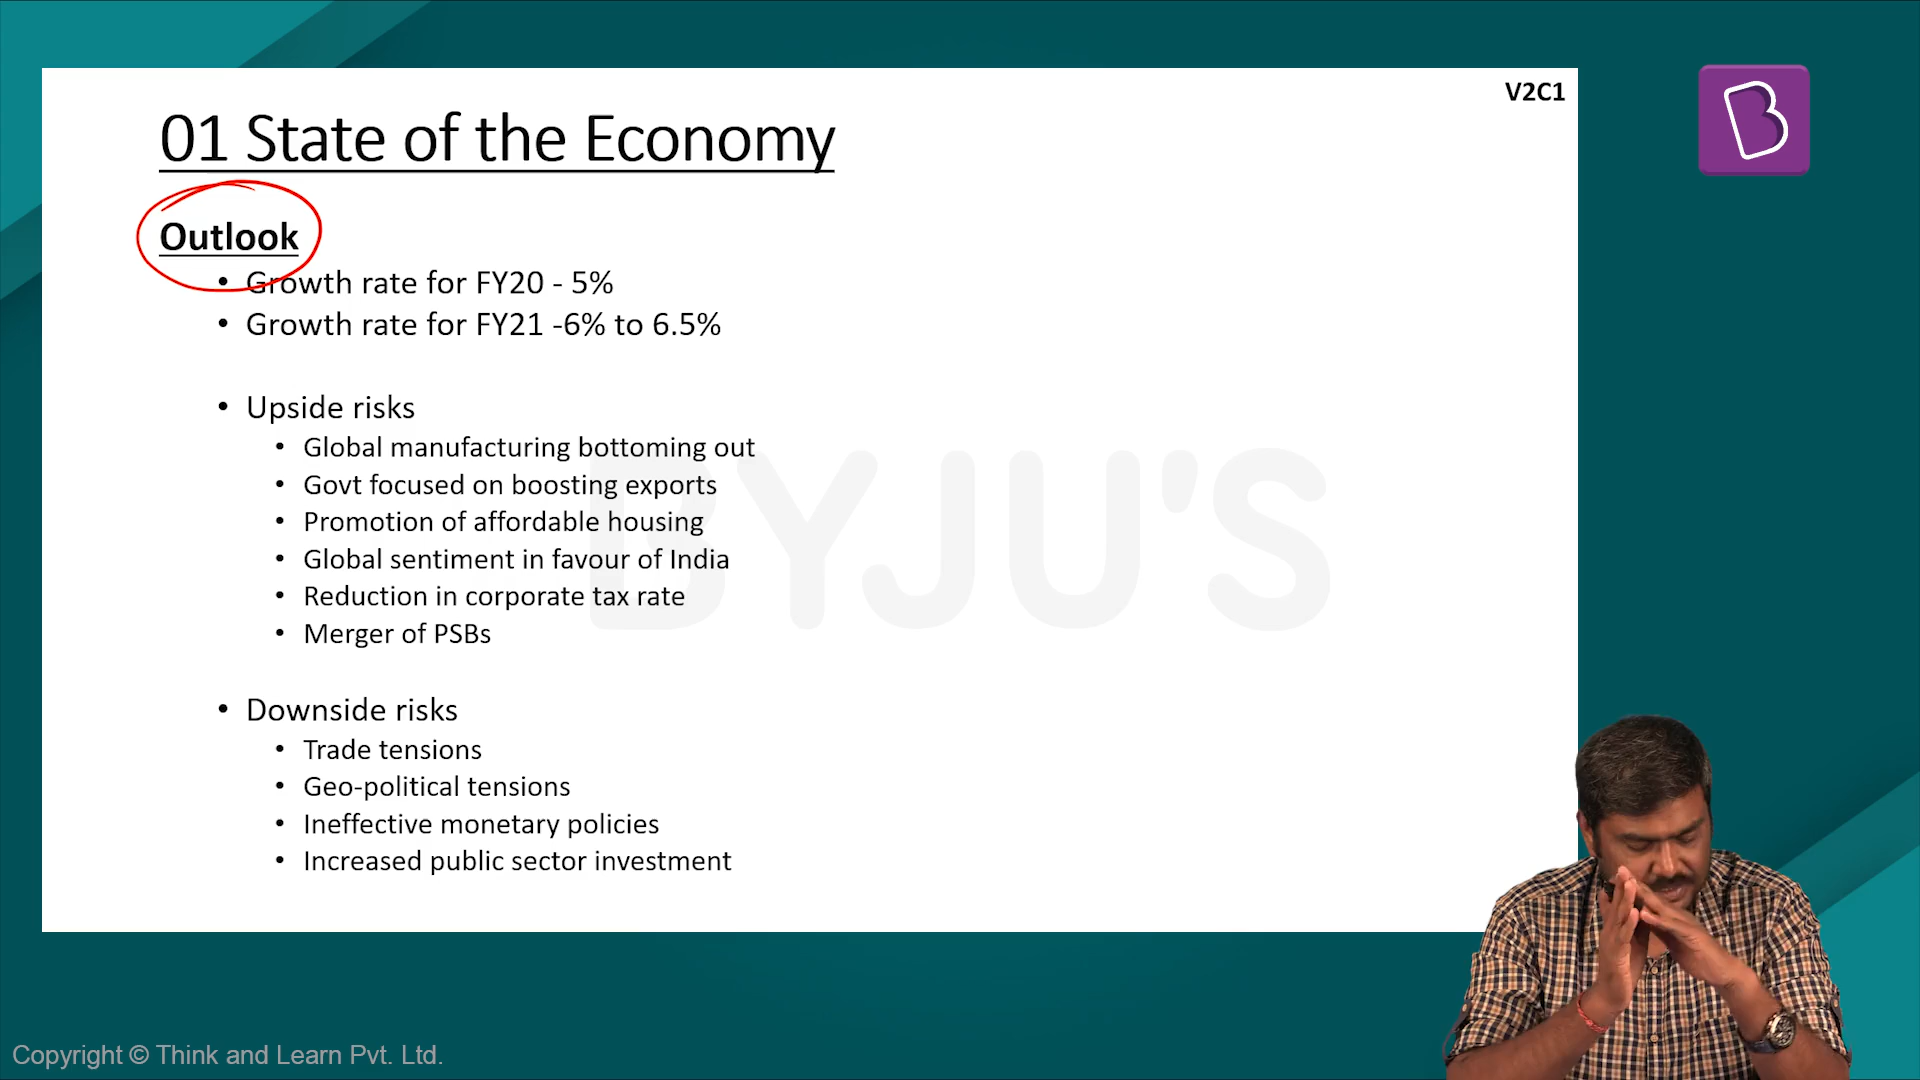 V2C1
01 State of the Economy
Outlook
• Growth rate for FY20 - 5%
• Growth rate for FY21 -6% to 6.5%
• Upside risks
• Global manufacturing bottoming out
• Govt focused on boosting exports
• Promotion of affordable housing
• Global sentiment in favour of India
• Reduction in corporate tax rate
• Merger of PSBs
• Downside risks
• Trade tensions
• Geo-political tensions
• Ineffective monetary policies
• Increased public sector investment
BYJU'S
B
Copyright © Think and Learn Pvt. Ltd.